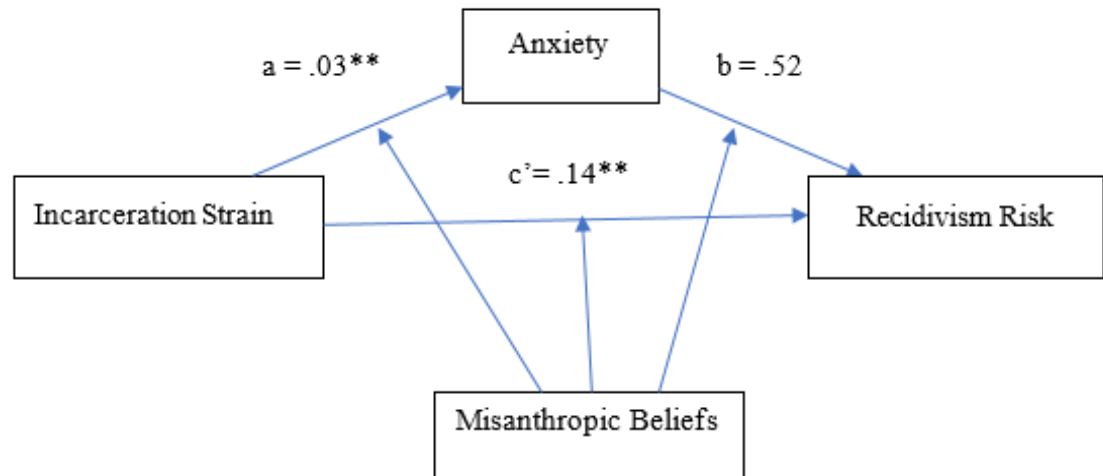 Anxiety
a = .03**
b = .52
c’= .14**
Incarceration Strain
Recidivism Risk
Misanthropic Beliefs